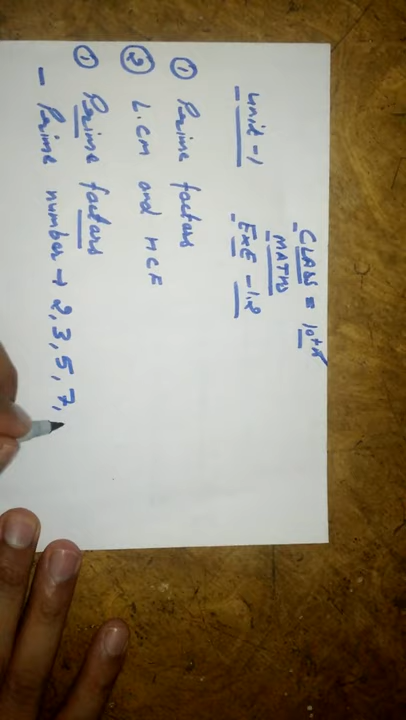 CLASS = 10th
MATHS
unit-1 EXE - 1.2
① Prime factors
② L.CM and HCF
① Prime factors
- Prime number → 2, 3, 5, 7,